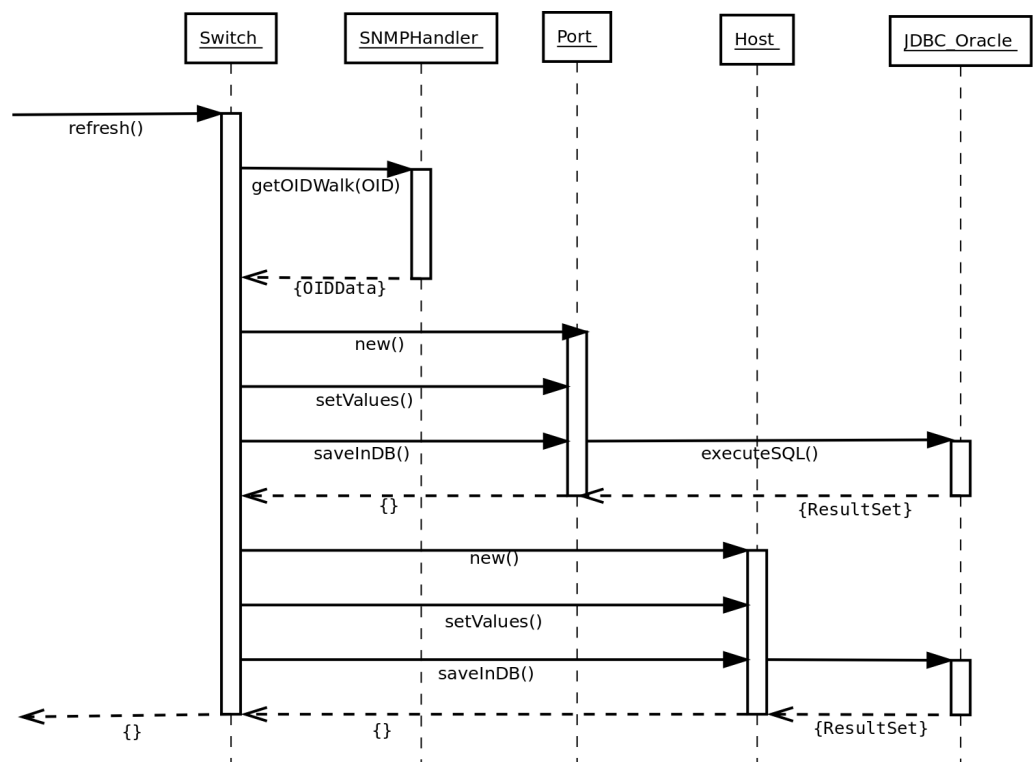 Switch
SNMPHandler
Port
Host
JDBC_Oracle
refresh()
getOIDWalk(OID)
{OIDData}
new()
setValues()
saveInDB()
executeSQL()
{}
{ResultSet}
new()
setValues()
saveInDB()
{}
{}
{ResultSet}